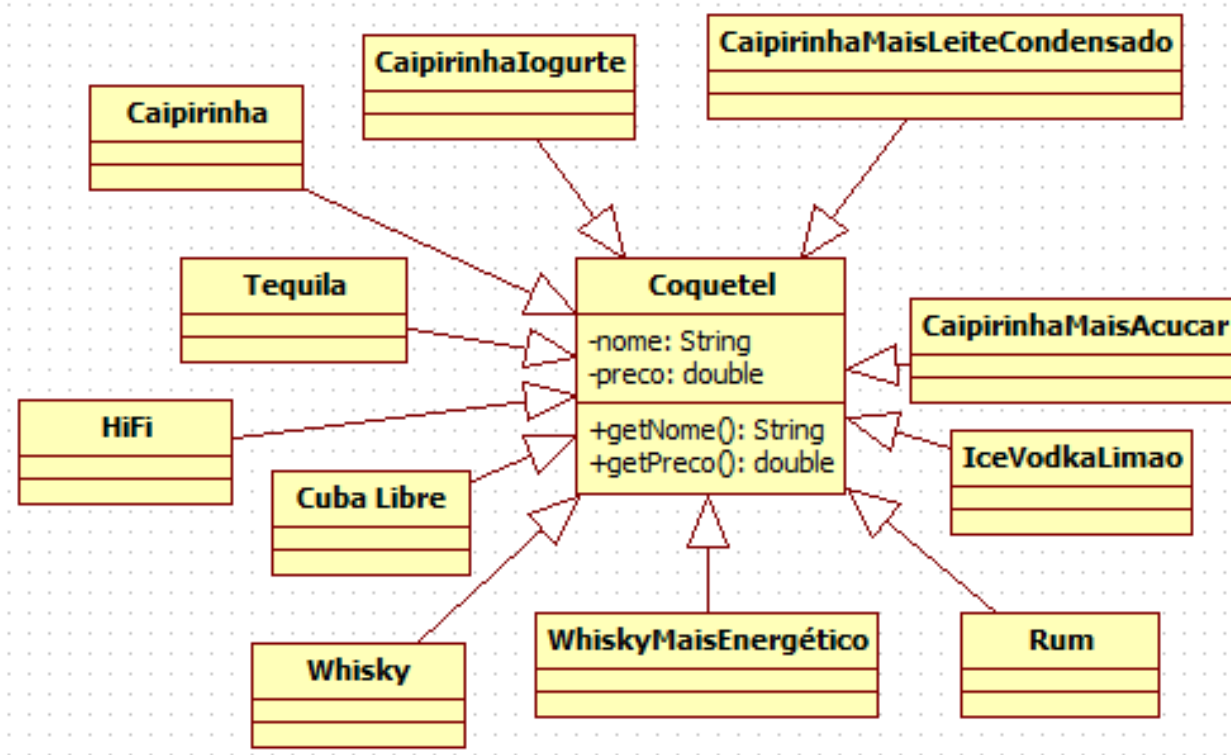 CaipirinhaIogurte
CaipirinhaMaisLeiteCondensado
Caipirinha
Tequila
Coquetel
-nome: String
-preco: double
+getNome(): String
+getPreco(): double
CaipirinhaMaisAcucar
HiFi
IceVodkaLimao
Cuba Libre
Whisky
WhiskyMaisEnergético
Rum